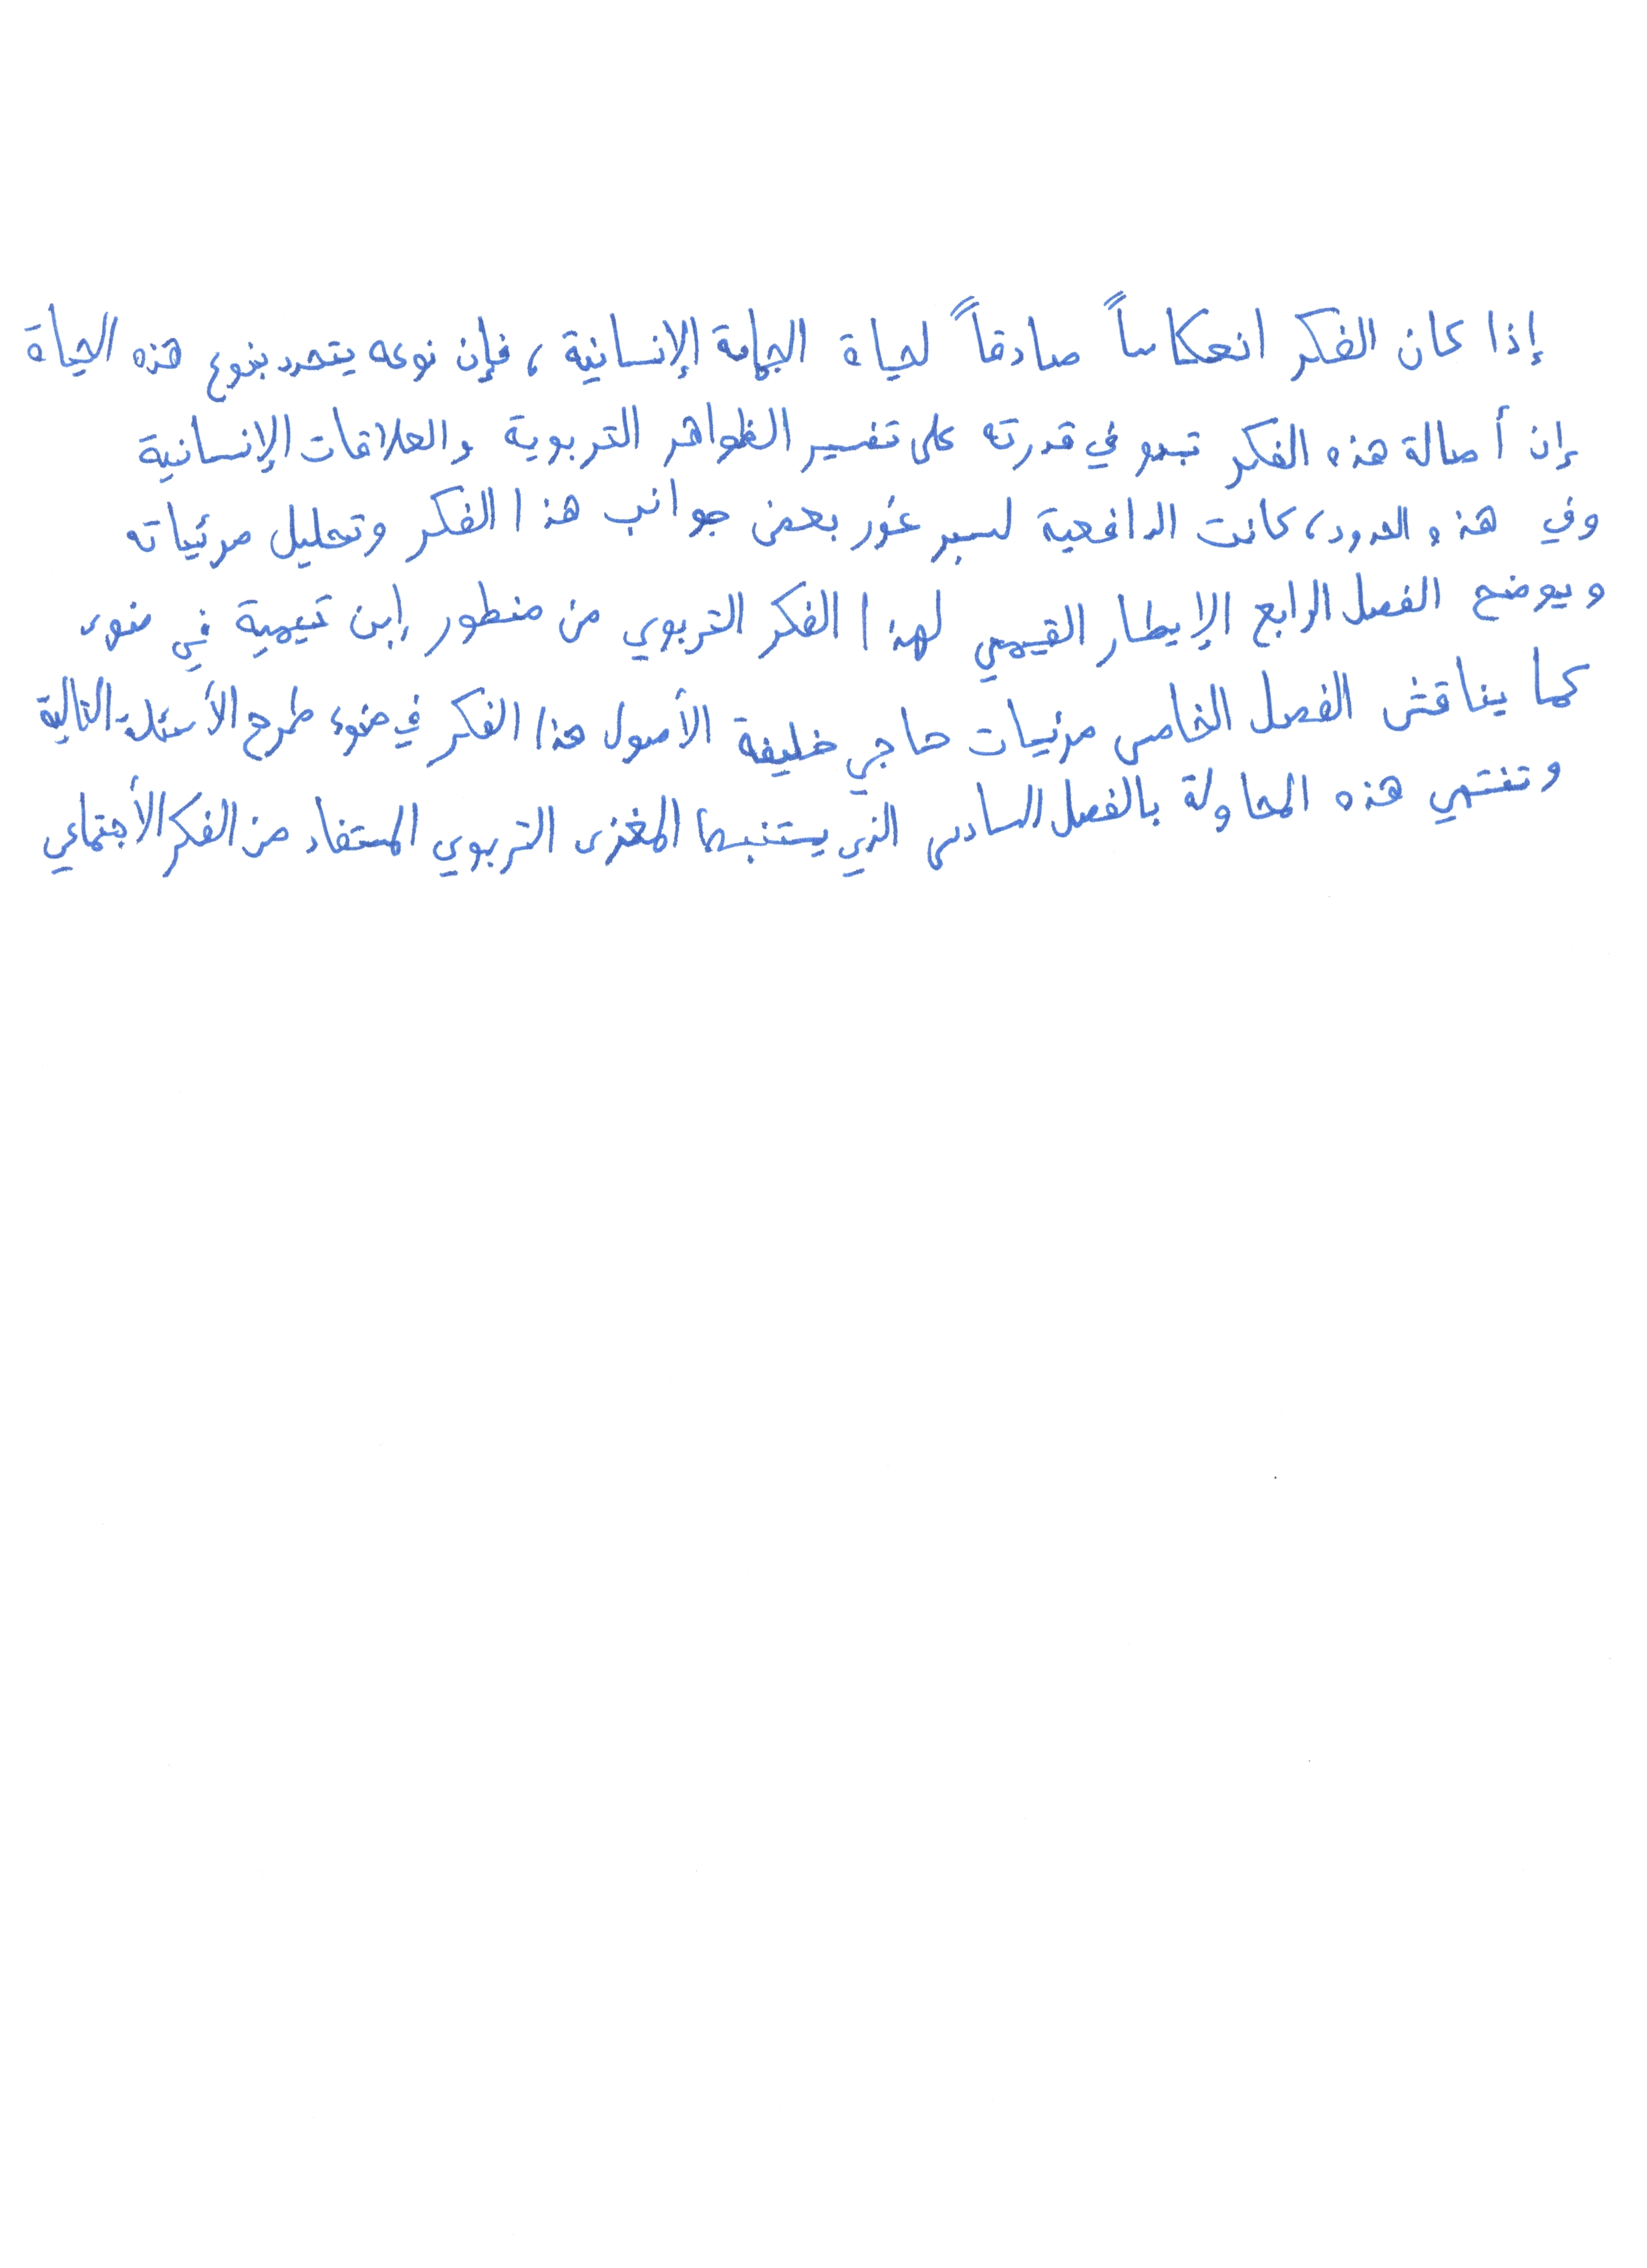 إذا كان الفكر انعكاساً صادقاً لحياة الجماعة الإنسانية ، فإن نوعه يتحدد بنوع هذه الحياة
إن أصالة هذه الفكر تبدو في قدرته على تفسير الظواهر التربوية والعلاقات الإنسانية
وفي هذه الحدود، كانت الدافعية لسبر غور بعض جوانب هذا الفكر وتحليل مرئياته
ويوضح الفصل الرابع الإيطار القيمي لهذا الفكر التربوي من منطور إبن تيمية في ضوء
كما يناقش الفصل الخامس مرئيات حاجي خليفة الأصول هذا الفكر في ضوء طرح الأسئلة التالية
وتنتهي هذه المحاولة بالفصل السادس الذي المغزى التربوي المستفاد من الفكر الأجتماعي